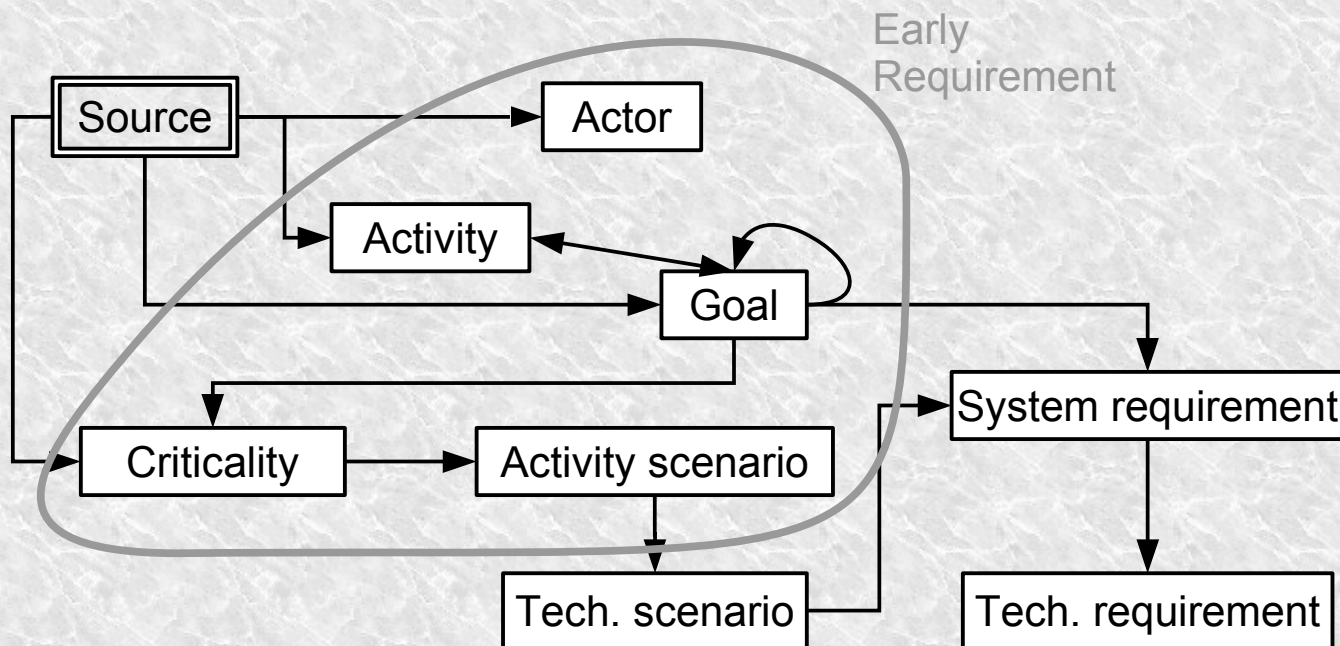 Early
Requirement
Source
Actor
Activity
Goal
System requirement
Criticality
Activity scenario
Tech. scenario
Tech. requirement